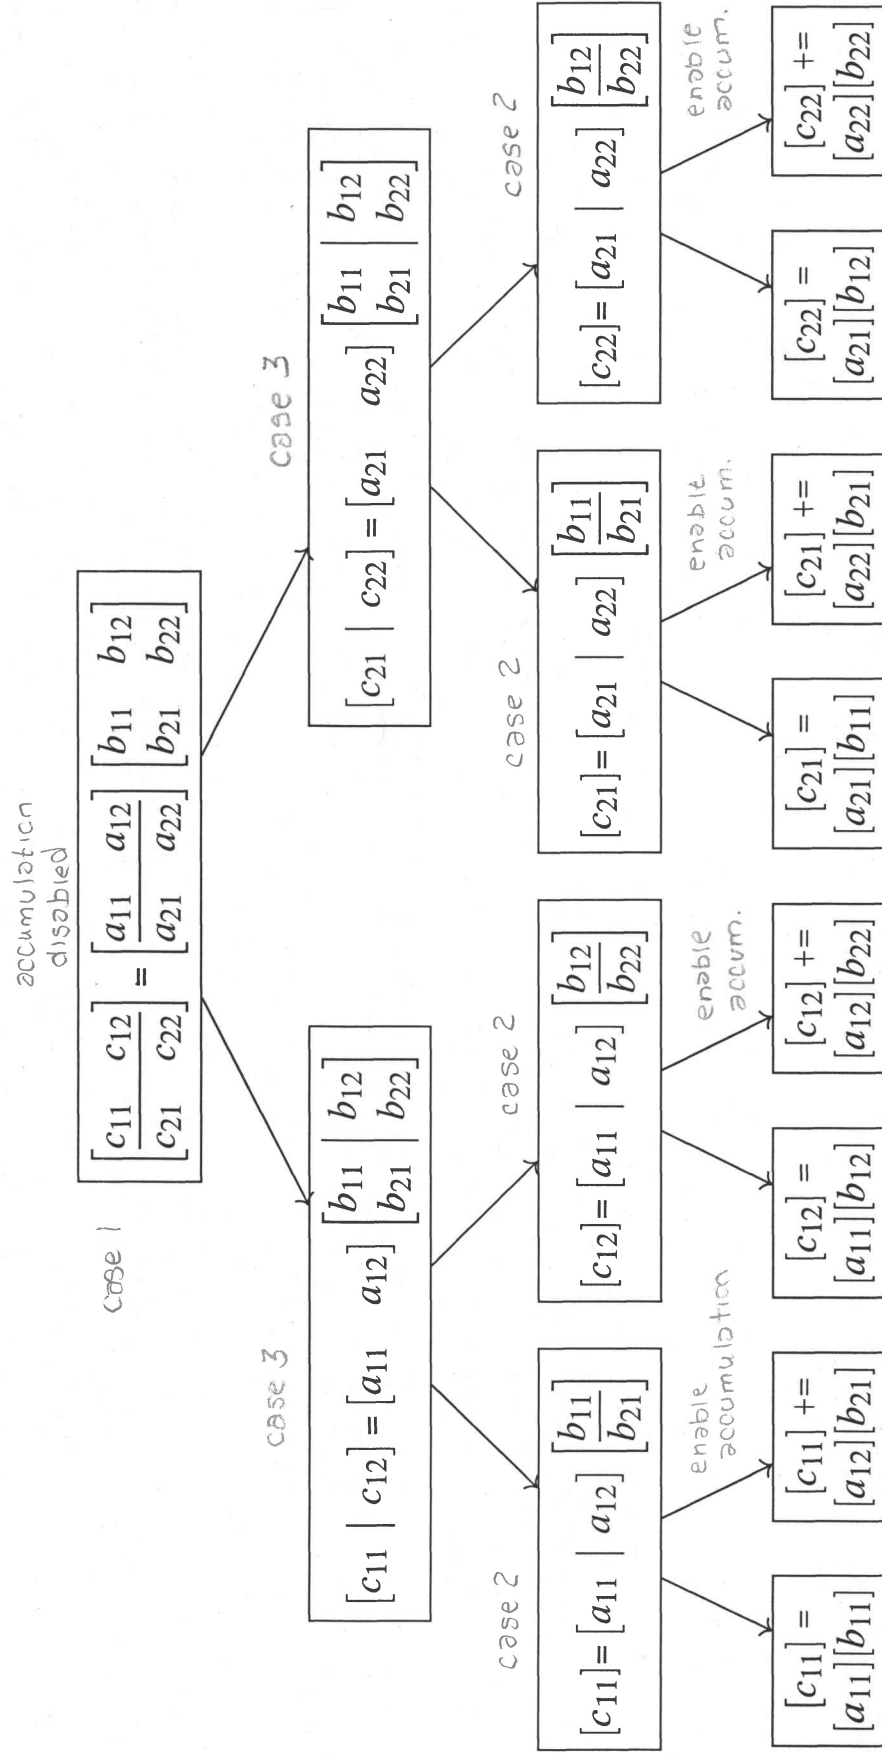 accumulation
disabled
case 1
[c11 c12] = [a11 a12] [b11 b12]
[c21 c22] [a21 a22] [b21 b22]
case 3
[c11 | c12] = [a11 a12] [b11 | b12]
[b21 | b22]
case 3
[c21 | c22] = [a21 a22] [b11 | b12]
[b21 | b22]
case 2
[c11] = [a11 | a12] [b11]
[b21]
case 2
[c12] = [a11 | a12] [b12]
[b22]
case 2
[c21] = [a21 | a22] [b11]
[b21]
case 2
[c22] = [a21 | a22] [b12]
[b22]
enable
accumulation
enable
accum.
enable
accum.
enable
accum.
[c11] =
[a11][b11]
[c11] +=
[a12][b21]
[c12] =
[a11][b12]
[c12] +=
[a12][b22]
[c21] =
[a21][b11]
[c21] +=
[a22][b21]
[c22] =
[a21][b12]
[c22] +=
[a22][b22]